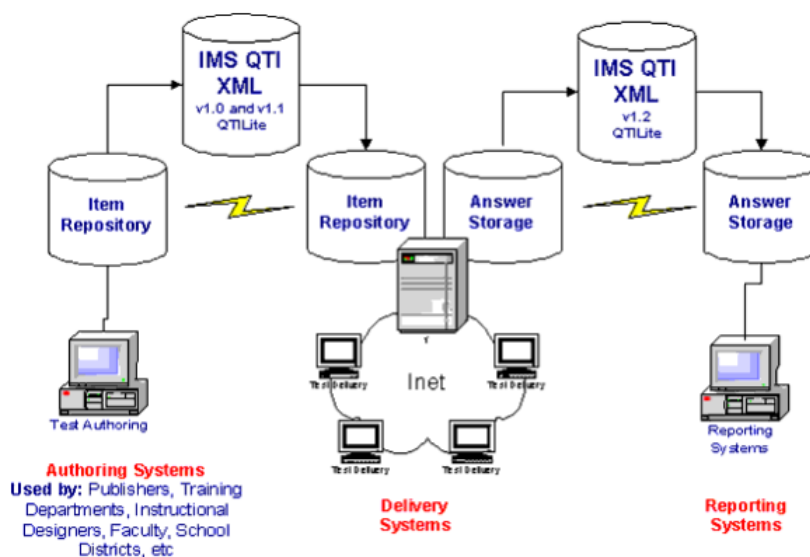 IMS QTI
XML
v1.0 and v1.1
QTILite
IMS QTI
XML
v1.2
QTILite
Item
Repository
Item
Repository
Answer
Storage
Answer
Storage
Inet
Test Delivery
Test Delivery
Test Delivery
Test Delivery
Test Authoring
Reporting
Systems
Authoring Systems
Used by: Publishers, Training
Departments, Instructional
Designers, Faculty, School
Districts, etc
Delivery
Systems
Reporting
Systems